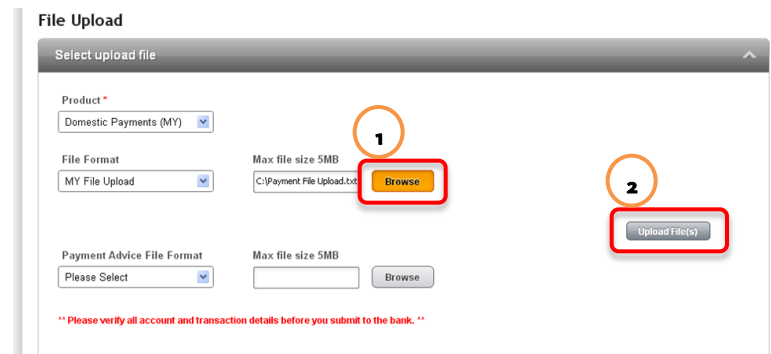 File Upload
Select upload file
Product *
Domestic Payments (MY)
1
File Format
Max file size 5MB
MY File Upload
C:\Payment File Upload.txt
Browse
2
Upload File(s)
Payment Advice File Format
Max file size 5MB
Please Select
Browse
** Please verify all account and transaction details before you submit to the bank. **